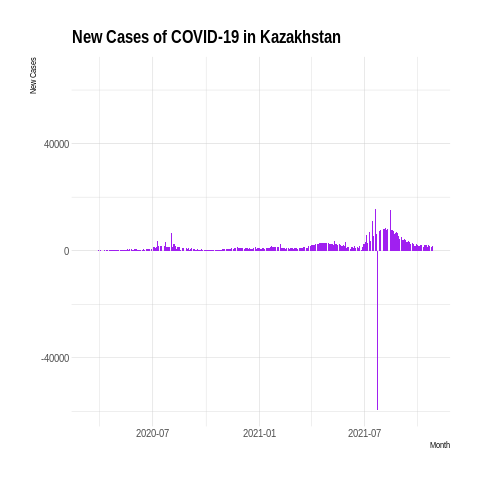 New Cases of COVID-19 in Kazakhstan
New Cases
40000
0
-40000
2020-07
2021-01
2021-07
Month